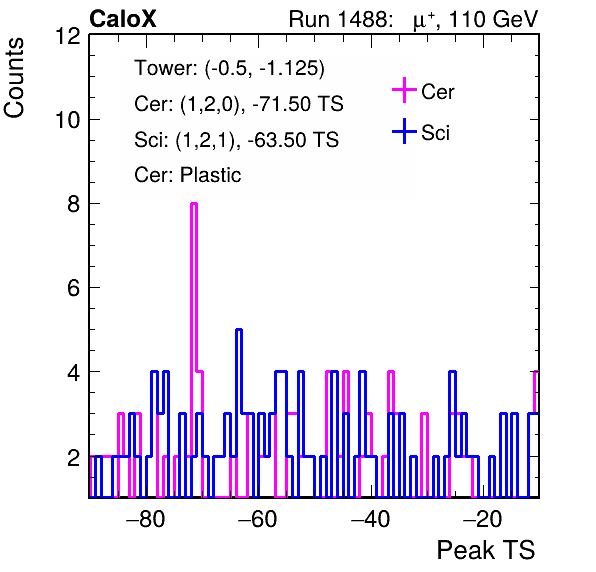 CaloX Run 1488: μ⁺, 110 GeV
Counts
12
10
8
6
4
2
Tower: (-0.5, -1.125)
Cer: (1,2,0), -71.50 TS
Sci: (1,2,1), -63.50 TS
Cer: Plastic
Cer
Sci
−80 −60 −40 −20
Peak TS